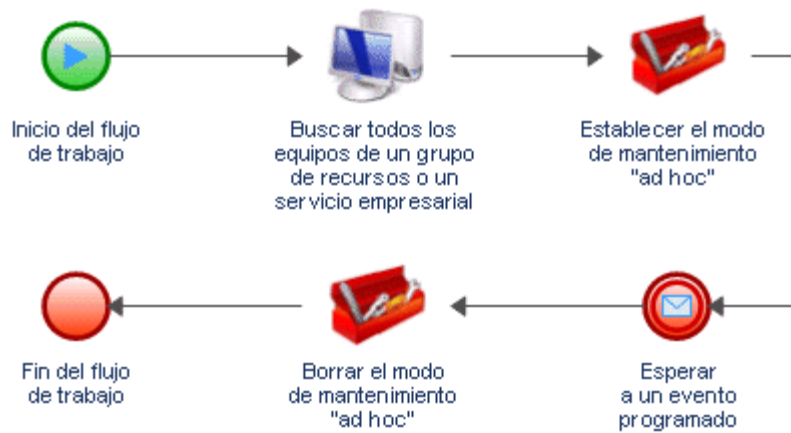 Inicio del flujo
de trabajo
Buscar todos los
equipos de un grupo
de recursos o un
servicio empresarial
Establecer el modo
de mantenimiento
"ad hoc"
Fin del flujo
de trabajo
Borrar el modo
de mantenimiento
"ad hoc"
Esperar
a un evento
programado